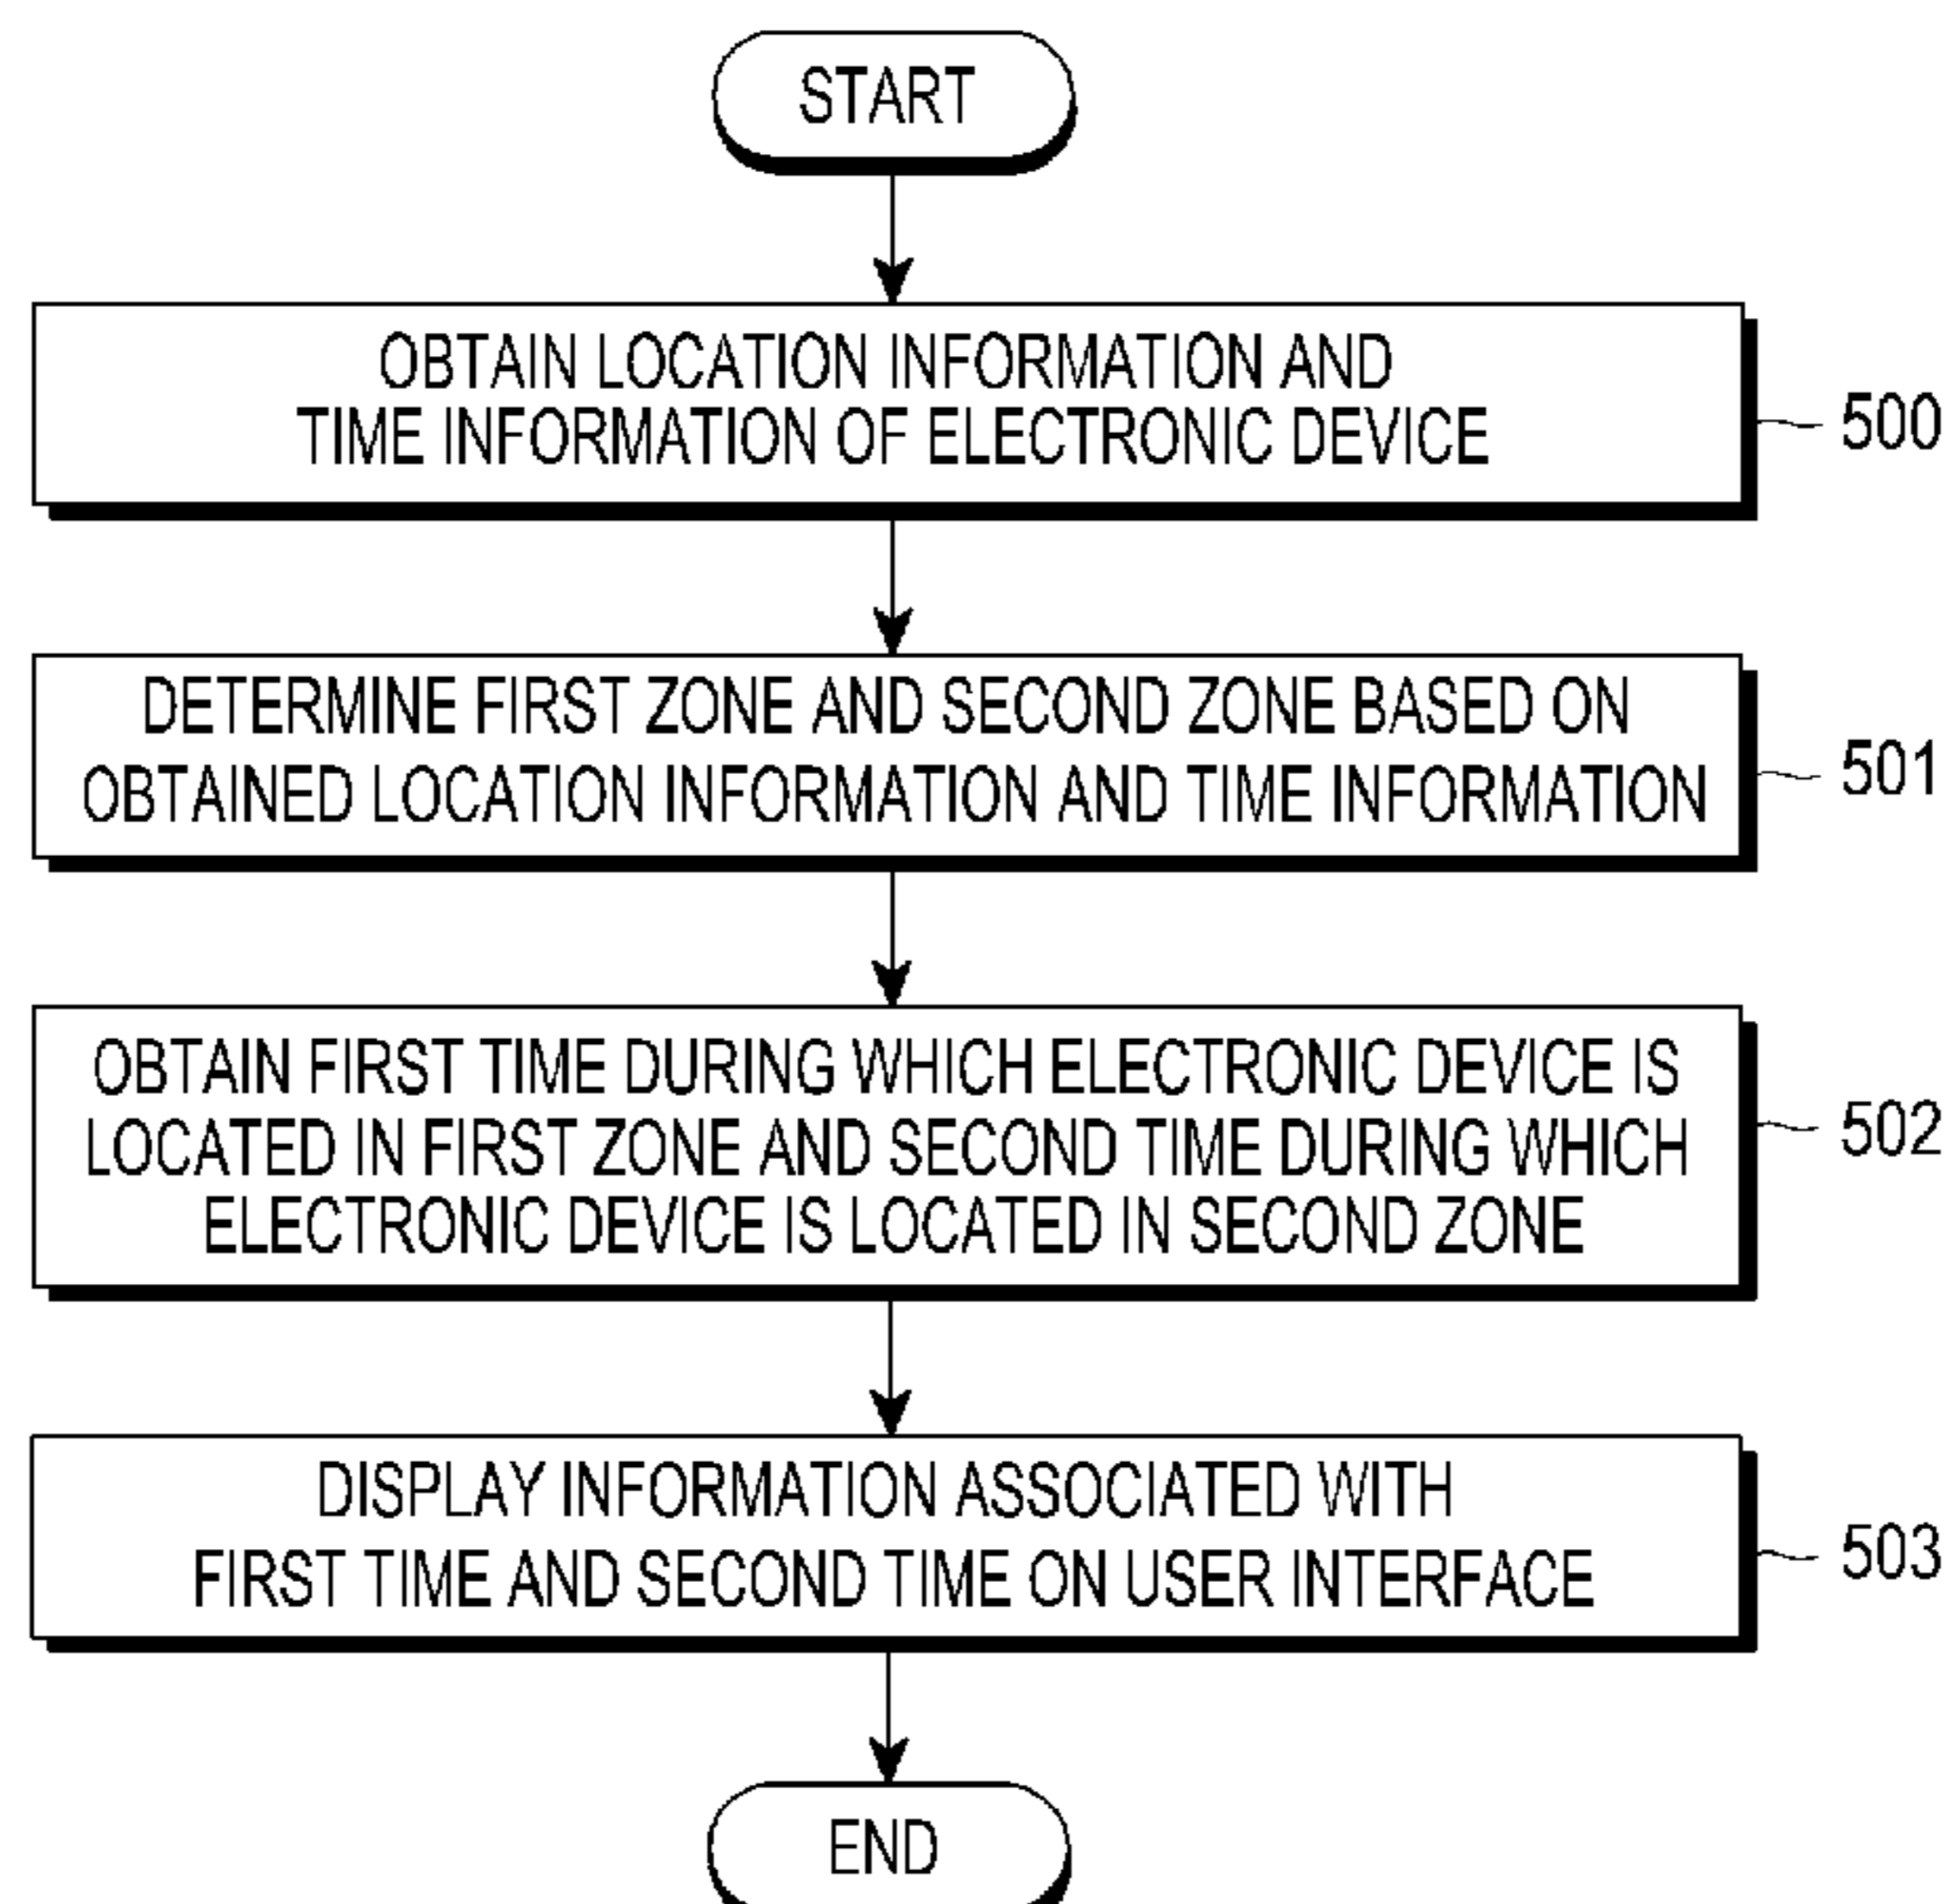 START
OBTAIN LOCATION INFORMATION AND
TIME INFORMATION OF ELECTRONIC DEVICE
500
DETERMINE FIRST ZONE AND SECOND ZONE BASED ON
OBTAINED LOCATION INFORMATION AND TIME INFORMATION
501
OBTAIN FIRST TIME DURING WHICH ELECTRONIC DEVICE IS
LOCATED IN FIRST ZONE AND SECOND TIME DURING WHICH
ELECTRONIC DEVICE IS LOCATED IN SECOND ZONE
502
DISPLAY INFORMATION ASSOCIATED WITH
FIRST TIME AND SECOND TIME ON USER INTERFACE
503
END